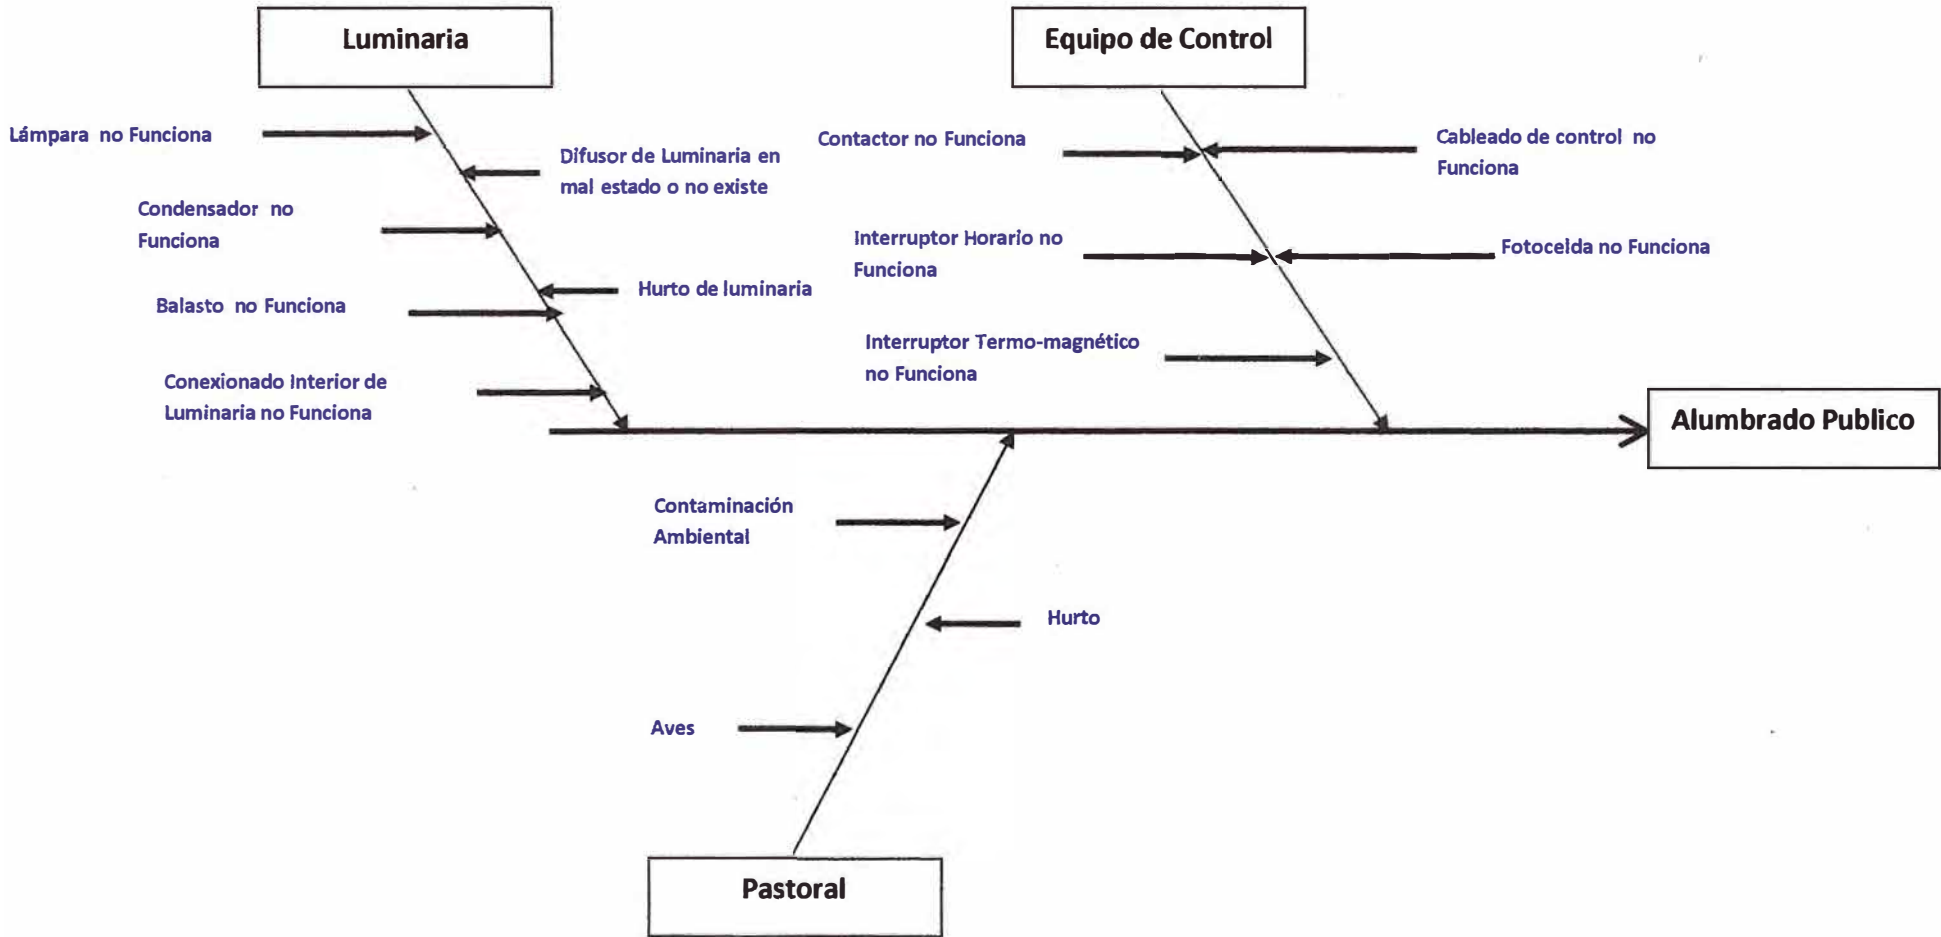 Luminaria
Equipo de Control
Lámpara no Funciona
Difusor de Luminaria en
mal estado o no existe
Condensador no
Funciona
Hurto de luminaria
Balasto no Funciona
Conexionado Interior de
Luminaria no Funciona
Contactor no Funciona
Cableado de control no
Funciona
Interruptor Horario no
Funciona
Fotocelda no Funciona
Interruptor Termo-magnético
no Funciona
Alumbrado Publico
Contaminación
Ambiental
Hurto
Aves
Pastoral